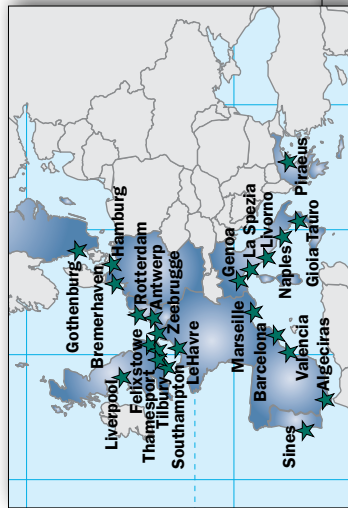 Gothenburg
Bremerhaven
Hamburg
Liverpool
Felixstowe
Rotterdam
Thamesport
Antwerp
Tilbury
Zeebrugge
Southampton
LeHavre
Genoa
La Spezia
Marseille
Livorno
Barcelona
Naples
Piraeus
Gioia Tauro
Valencia
Sines
Algeciras